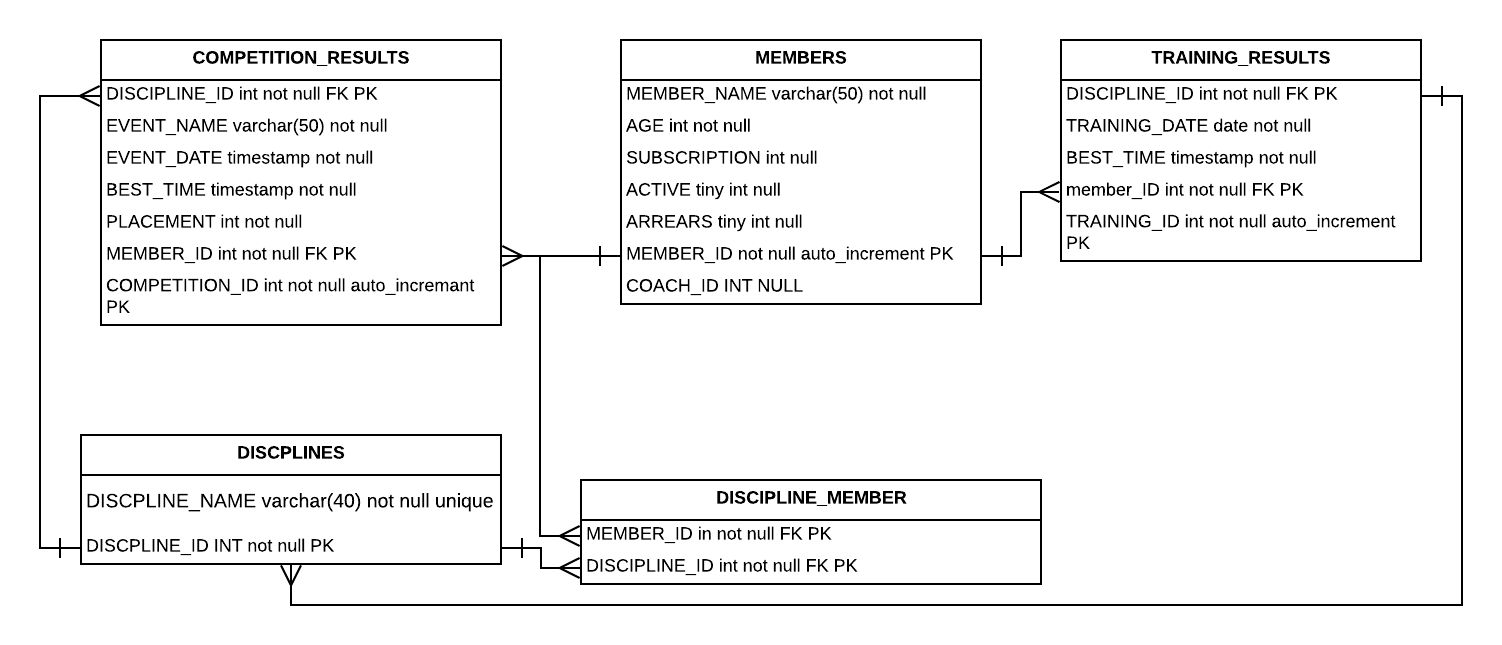 COMPETITION_RESULTS
DISCIPLINE_ID int not null FK PK
EVENT_NAME varchar(50) not null
EVENT_DATE timestamp not null
BEST_TIME timestamp not null
PLACEMENT int not null
MEMBER_ID int not null FK PK
COMPETITION_ID int not null auto_incremant
PK
MEMBERS
MEMBER_NAME varchar(50) not null
AGE int not null
SUBSCRIPTION int null
ACTIVE tiny int null
ARREARS tiny int null
MEMBER_ID not null auto_increment PK
COACH_ID INT NULL
TRAINING_RESULTS
DISCIPLINE_ID int not null FK PK
TRAINING_DATE date not null
BEST_TIME timestamp not null
member_ID int not null FK PK
TRAINING_ID int not null auto_increment
PK
DISCPLINES
DISCPLINE_NAME varchar(40) not null unique
DISCPLINE_ID INT not null PK
DISCIPLINE_MEMBER
MEMBER_ID in not null FK PK
DISCIPLINE_ID int not null FK PK